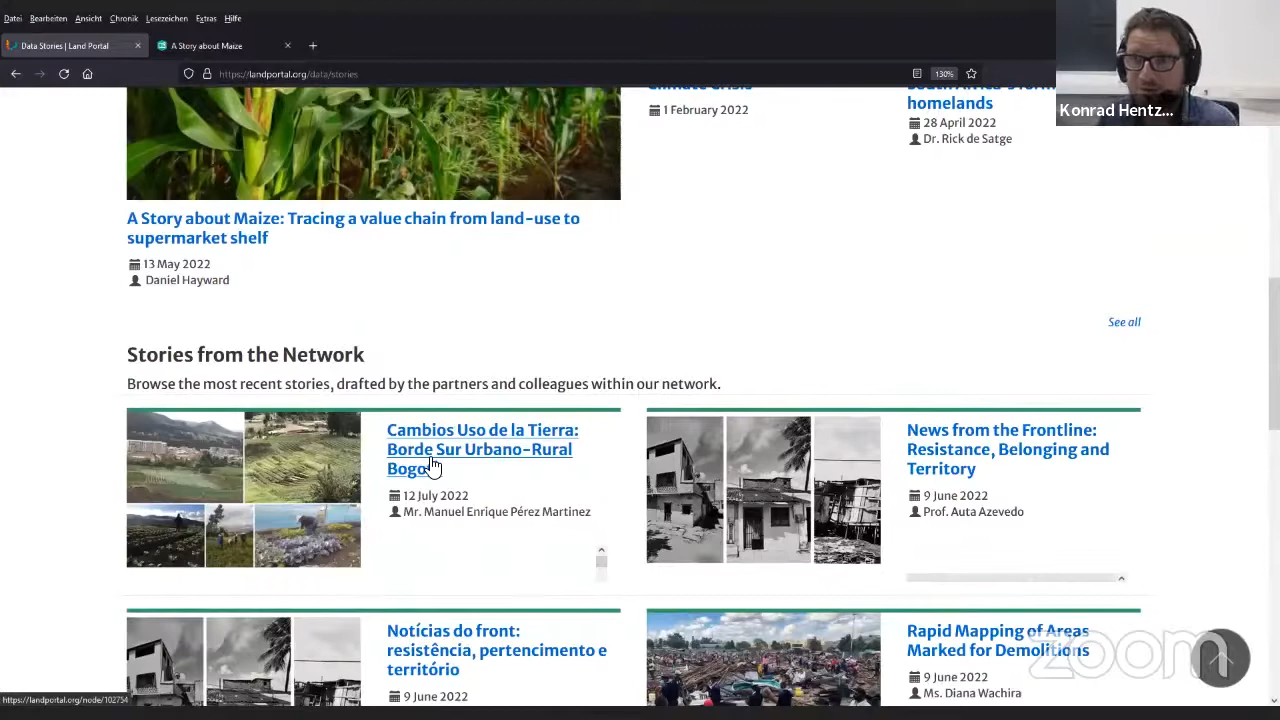 Datei Bearbeiten Ansicht Chronik Lesezeichen Extras Hilfe
Data Stories | Land Portal
A Story about Maize
https://landportal.org/data/stories
130%
Konrad Hentz...
homelands
1 February 2022
28 April 2022
Dr. Rick de Satge
A Story about Maize: Tracing a value chain from land-use to
supermarket shelf
13 May 2022
Daniel Hayward
See all
Stories from the Network
Browse the most recent stories, drafted by the partners and colleagues within our network.
Cambios Uso de la Tierra:
Borde Sur Urbano-Rural
12 July 2022
Mr. Manuel Enrique Pérez Martinez
News from the Frontline:
Resistance, Belonging and
Territory
9 June 2022
Prof. Auta Azevedo
Notícias do front:
resistência, pertencimento e
território
9 June 2022
Rapid Mapping of Areas
Marked for Demolitions
9 June 2022
Ms. Diana Wachira
zoom
https://landportal.org/node/102754